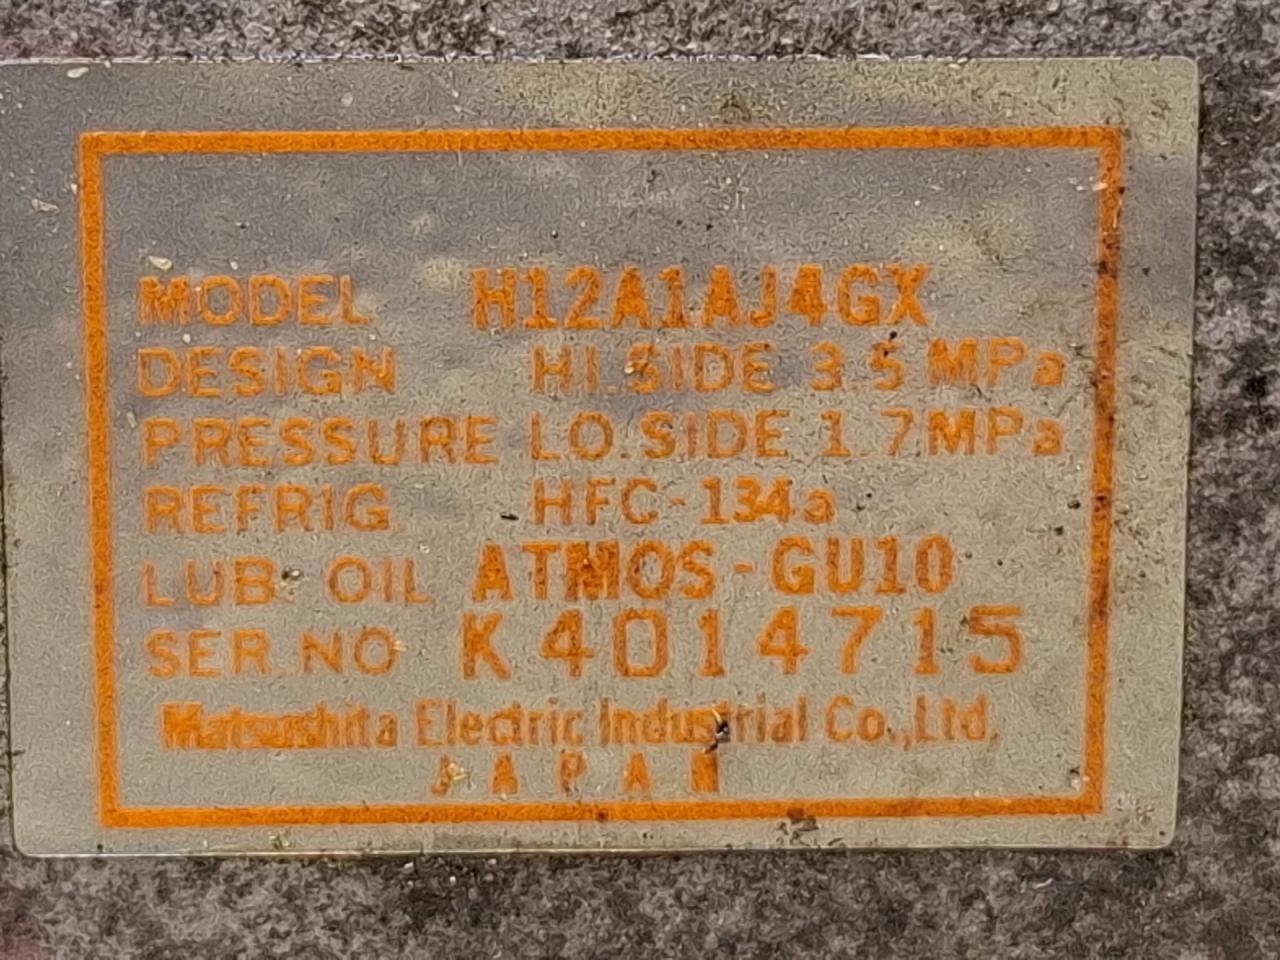 MODEL H12A1AJ4GX
DESIGN HI.SIDE 3.5 MPa
PRESSURE LO.SIDE 1.7MPa
REFRIG. HFC-134a
LUB. OIL ATMOS-GU10
SER.NO K4014715
Matsushita Electric Industrial Co.,Ltd.
JAPAN